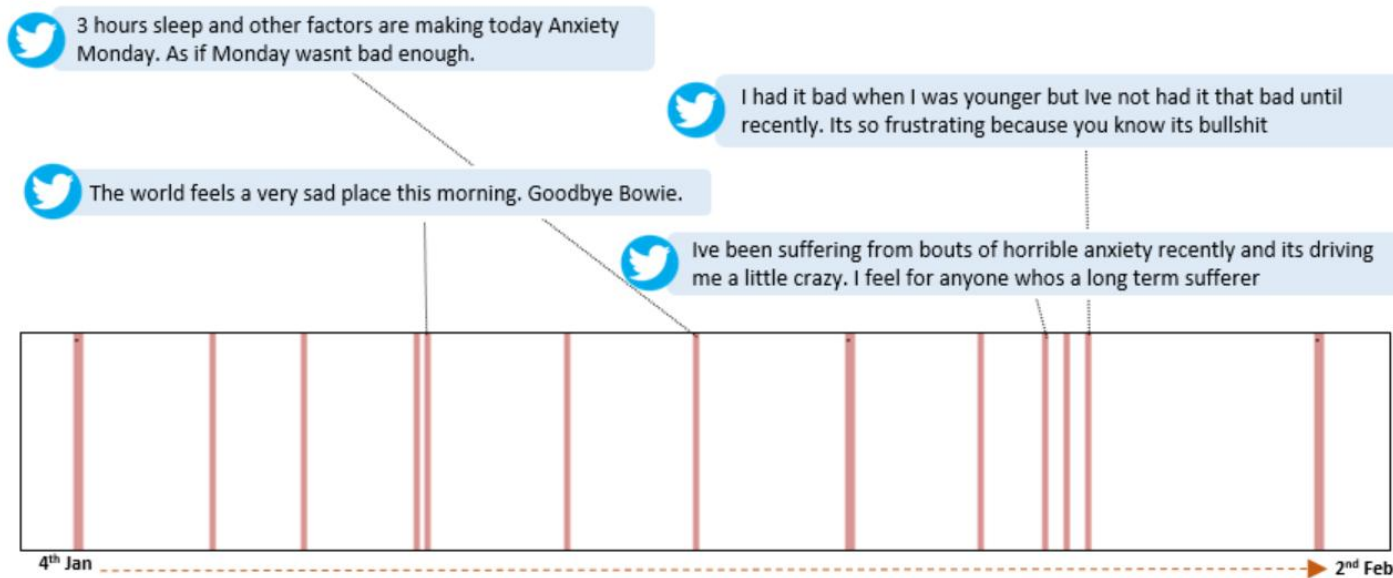 3 hours sleep and other factors are making today Anxiety
Monday. As if Monday wasnt bad enough.
I had it bad when I was younger but Ive not had it that bad until
recently. Its so frustrating because you know its bullshit
The world feels a very sad place this morning. Goodbye Bowie.
Ive been suffering from bouts of horrible anxiety recently and its driving
me a little crazy. I feel for anyone whos a long term sufferer
4th Jan
2nd Feb